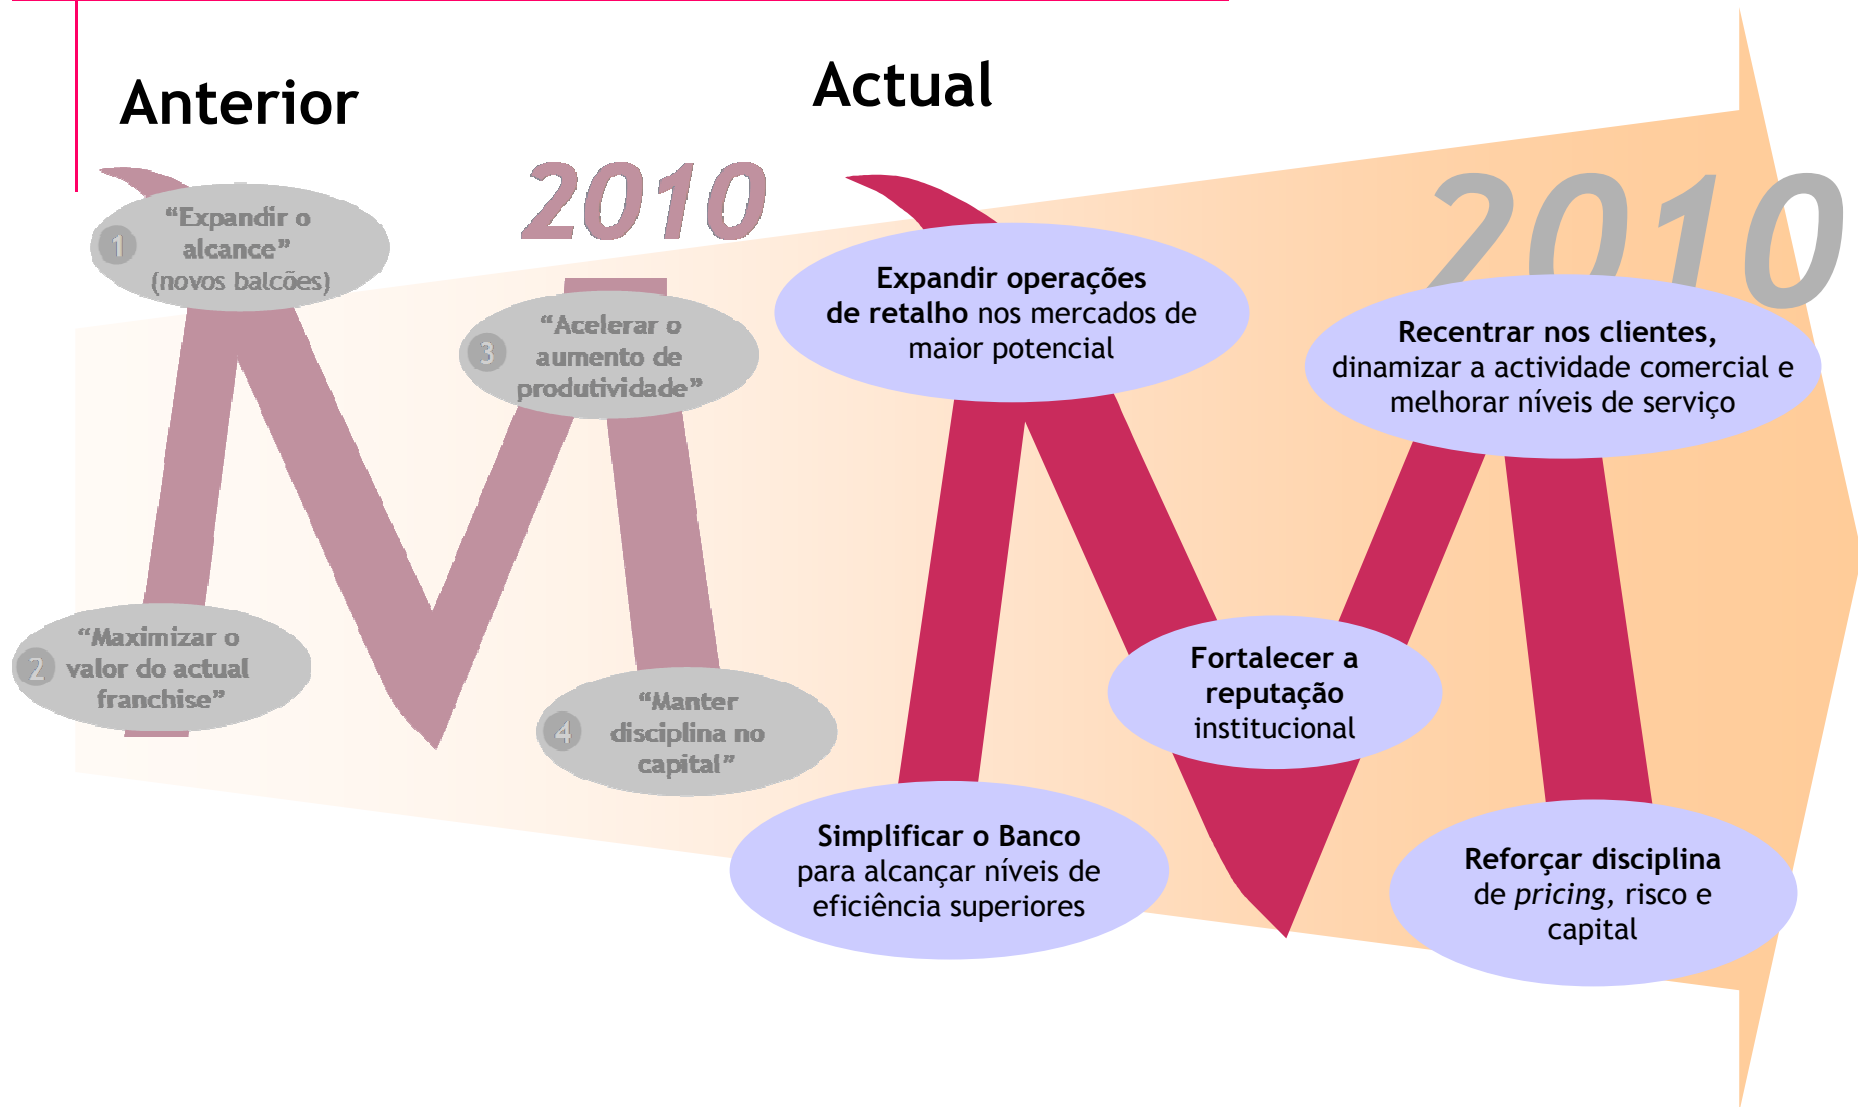 Anterior
2010
1
“Expandir o
alcance”
(novos balcões)
3
“Acelerar o
aumento de
produtividade”
2
“Maximizar o
valor do actual
franchise”
4
“Manter
disciplina no
capital”
Actual
2010
Expandir operações
de retalho nos mercados de
maior potencial
Recentrar nos clientes,
dinamizar a actividade comercial e
melhorar níveis de serviço
Fortalecer a
reputação
institucional
Simplificar o Banco
para alcançar níveis de
eficiência superiores
Reforçar disciplina
de pricing, risco e
capital